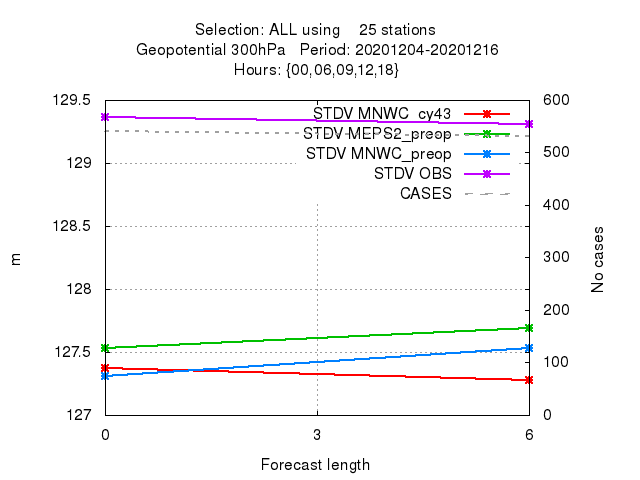 Selection: ALL using 25 stations
Geopotential 300hPa Period: 20201204-20201216
Hours: {00,06,09,12,18}
129.5
129
128.5
128
127.5
127
600
500
400
300
200
100
0
0
3
6
STDV MNWC_cy43
STDV MEPS2_preop
STDV MNWC_preop
STDV OBS
CASES
m
No cases
Forecast length